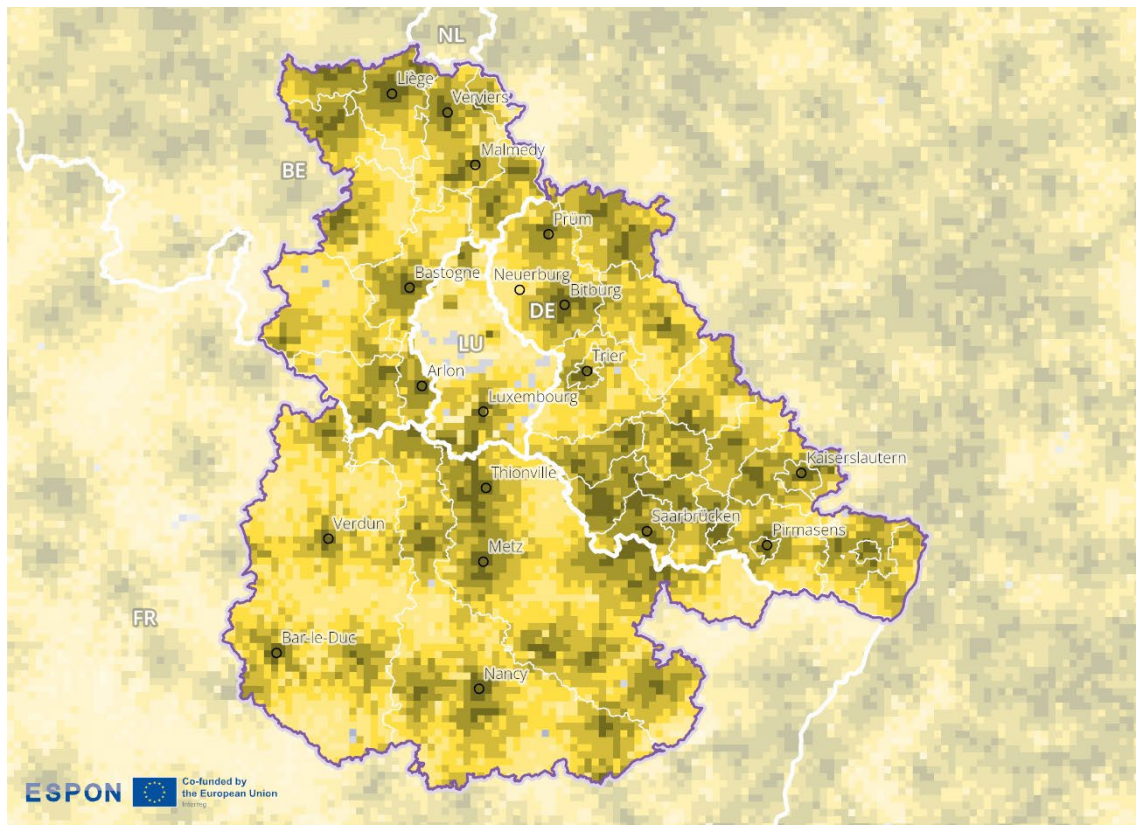 NL
Liège
Verviers
BE
Malmedy
Prum
Bastogne
Neuerburg
Bitburg
DE
LU
Trier
Arlon
Luxembourg
Kaiserslautern
Thionville
Saarbrücken
Verdun
Pirmasens
Metz
FR
Bar-le-Duc
Nancy
ESPON
Co-funded by
the European Union
Interreg